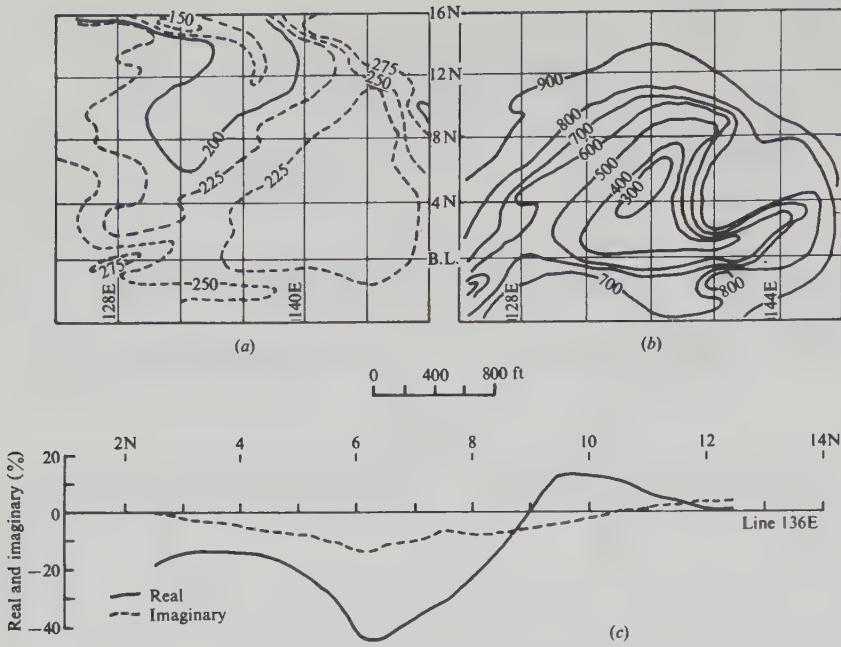 150
275
250
200
225
225
275
250
128E
140E
(a)
16N
12N
8N
4N
B.L.
900
800
700
600
500
400
300
700
800
128E
144E
(b)
0 400 800 ft
2N 4 6 8 10 12 14N
Real and imaginary (%)
20
0
−20
−40
Line 136E
Real
Imaginary
(c)